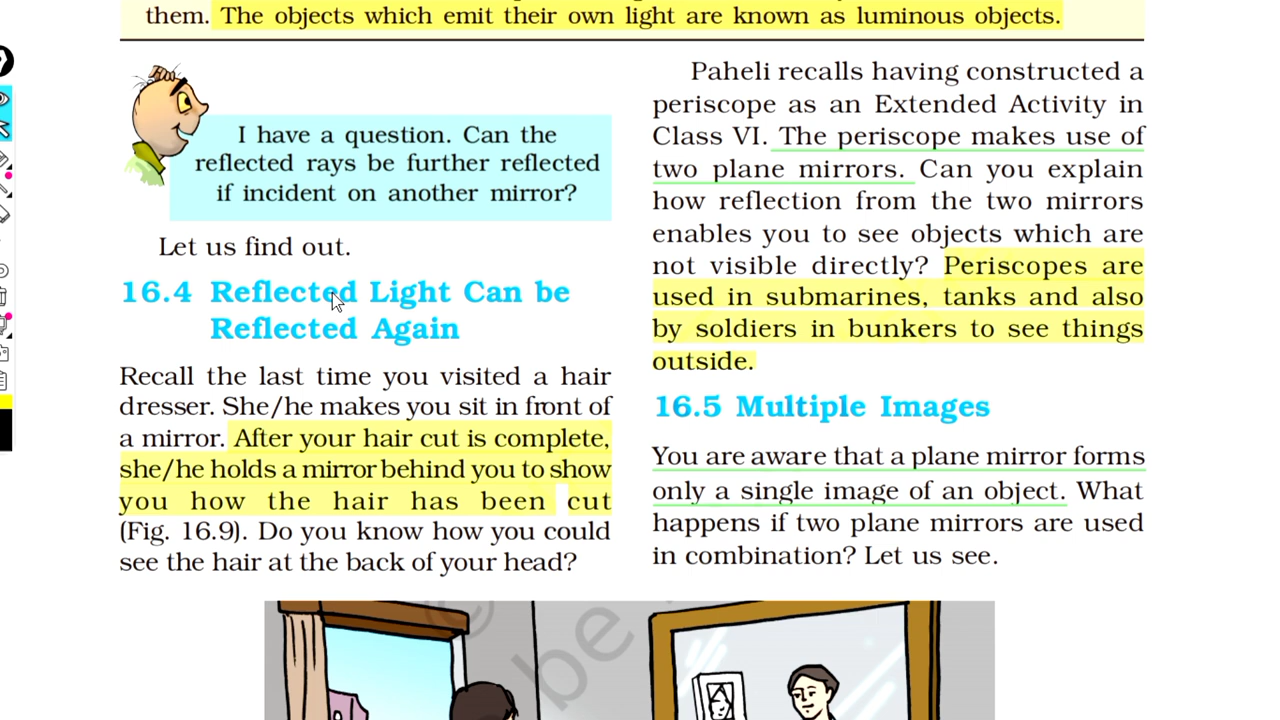 them. The objects which emit their own light are known as luminous objects.
I have a question. Can the
reflected rays be further reflected
if incident on another mirror?
Let us find out.
16.4 Reflected Light Can be
Reflected Again
Recall the last time you visited a hair
dresser. She/he makes you sit in front of
a mirror. After your hair cut is complete,
she/he holds a mirror behind you to show
you how the hair has been cut
(Fig. 16.9). Do you know how you could
see the hair at the back of your head?
Paheli recalls having constructed a
periscope as an Extended Activity in
Class VI. The periscope makes use of
two plane mirrors. Can you explain
how reflection from the two mirrors
enables you to see objects which are
not visible directly? Periscopes are
used in submarines, tanks and also
by soldiers in bunkers to see things
outside.
16.5 Multiple Images
You are aware that a plane mirror forms
only a single image of an object. What
happens if two plane mirrors are used
in combination? Let us see.
©
be